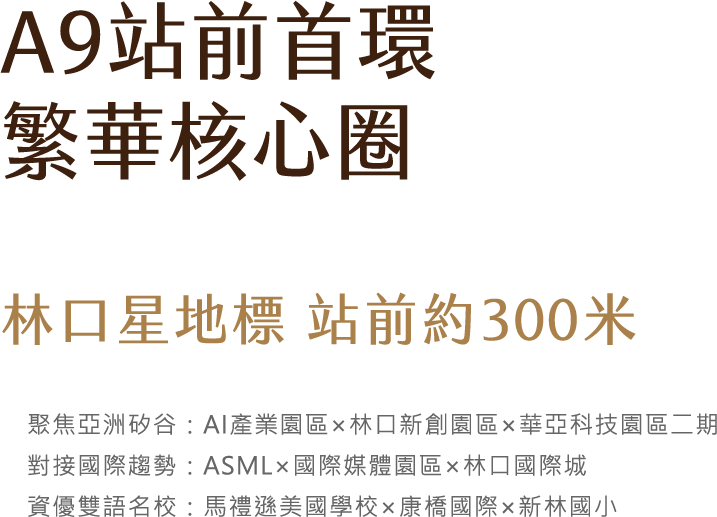 A9站前首環
繁華核心圈
林口星地標 站前約300米
聚焦亞洲矽谷：AI產業園區×林口新創園區×華亞科技園區二期
對接國際趨勢：ASML×國際媒體園區×林口國際城
資優雙語名校：馬禮遜美國學校×康橋國際×新林國小